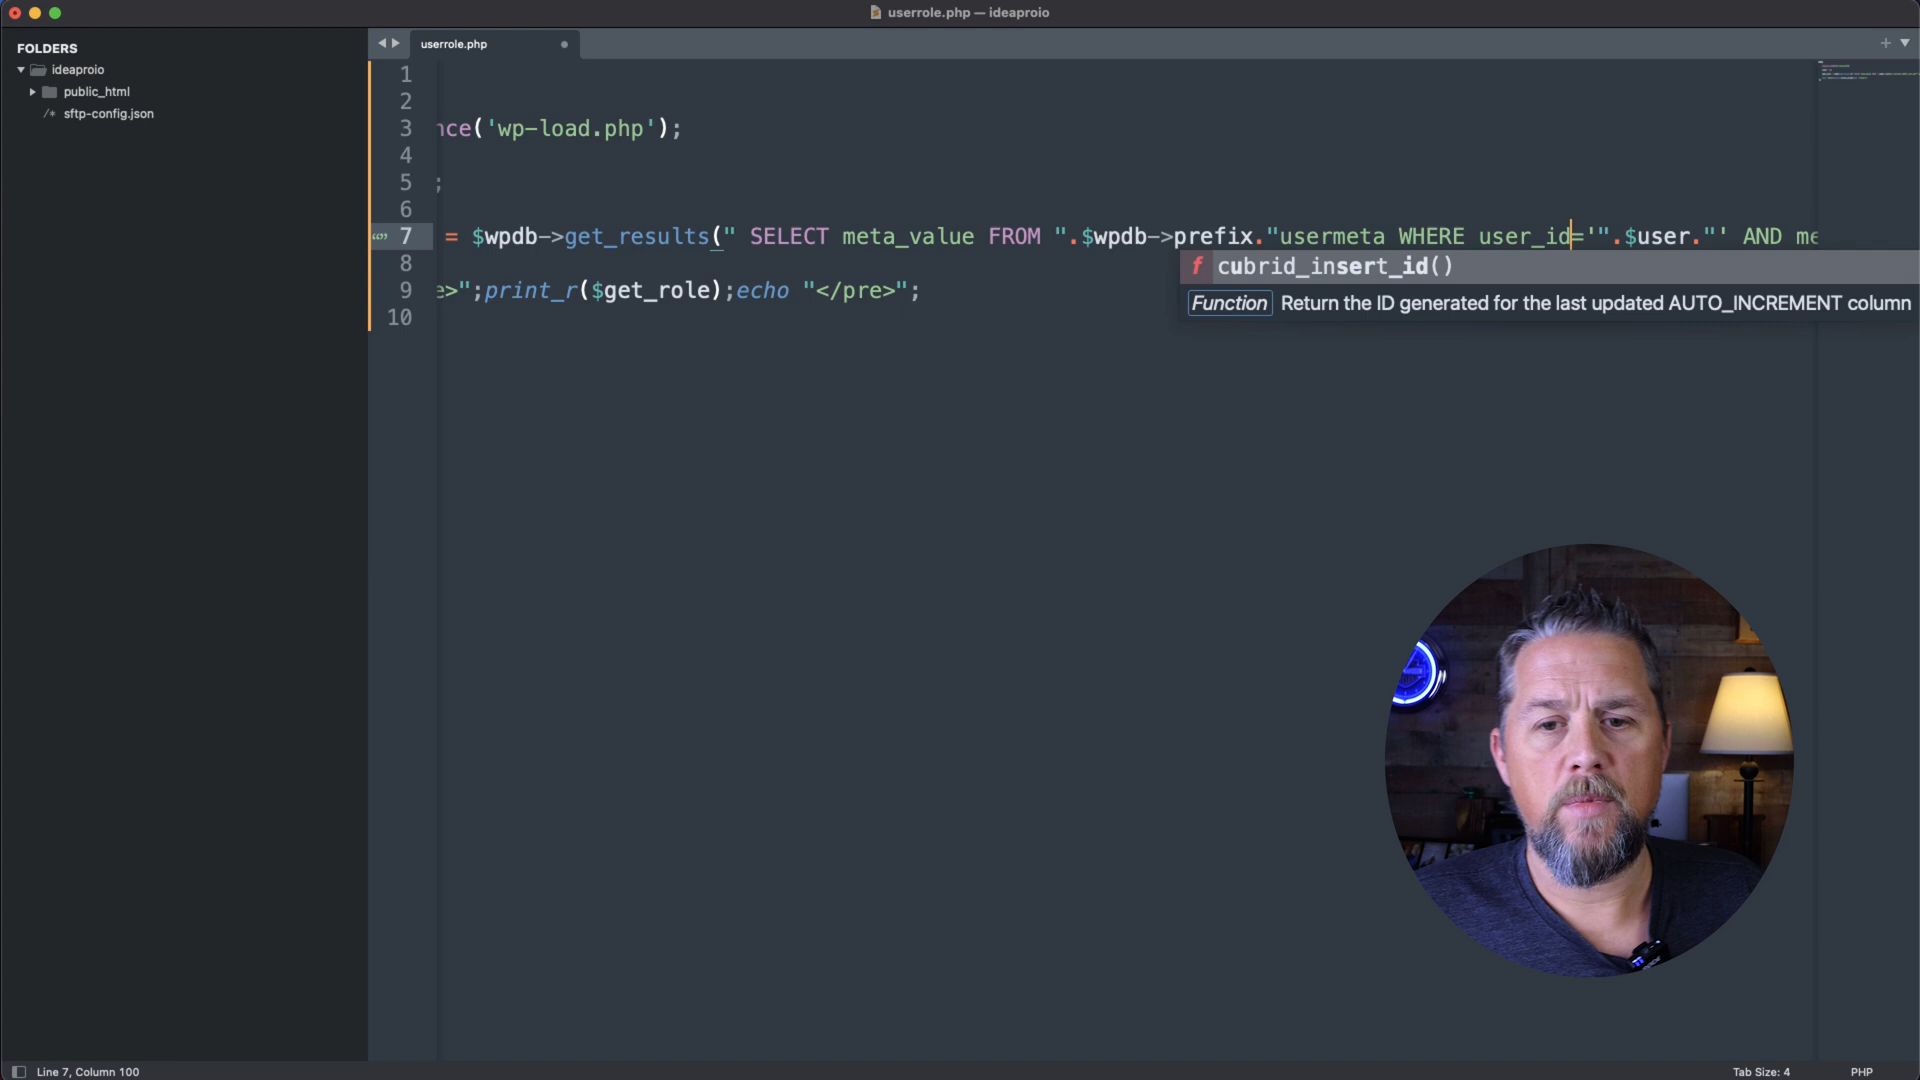 userrole.php — ideaproio
FOLDERS
ideaproio
public_html
/* sftp-config.json
userrole.php
1
2
3 nce('wp-load.php');
4
5 ;
6
7 = $wpdb->get_results(" SELECT meta_value FROM ".$wpdb->prefix."usermeta WHERE user_id='".$user."' AND me
f cubrid_insert_id()
Function Return the ID generated for the last updated AUTO_INCREMENT column
8
9 e>";print_r($get_role);echo "</pre>";
10
Line 7, Column 100
Tab Size: 4
PHP